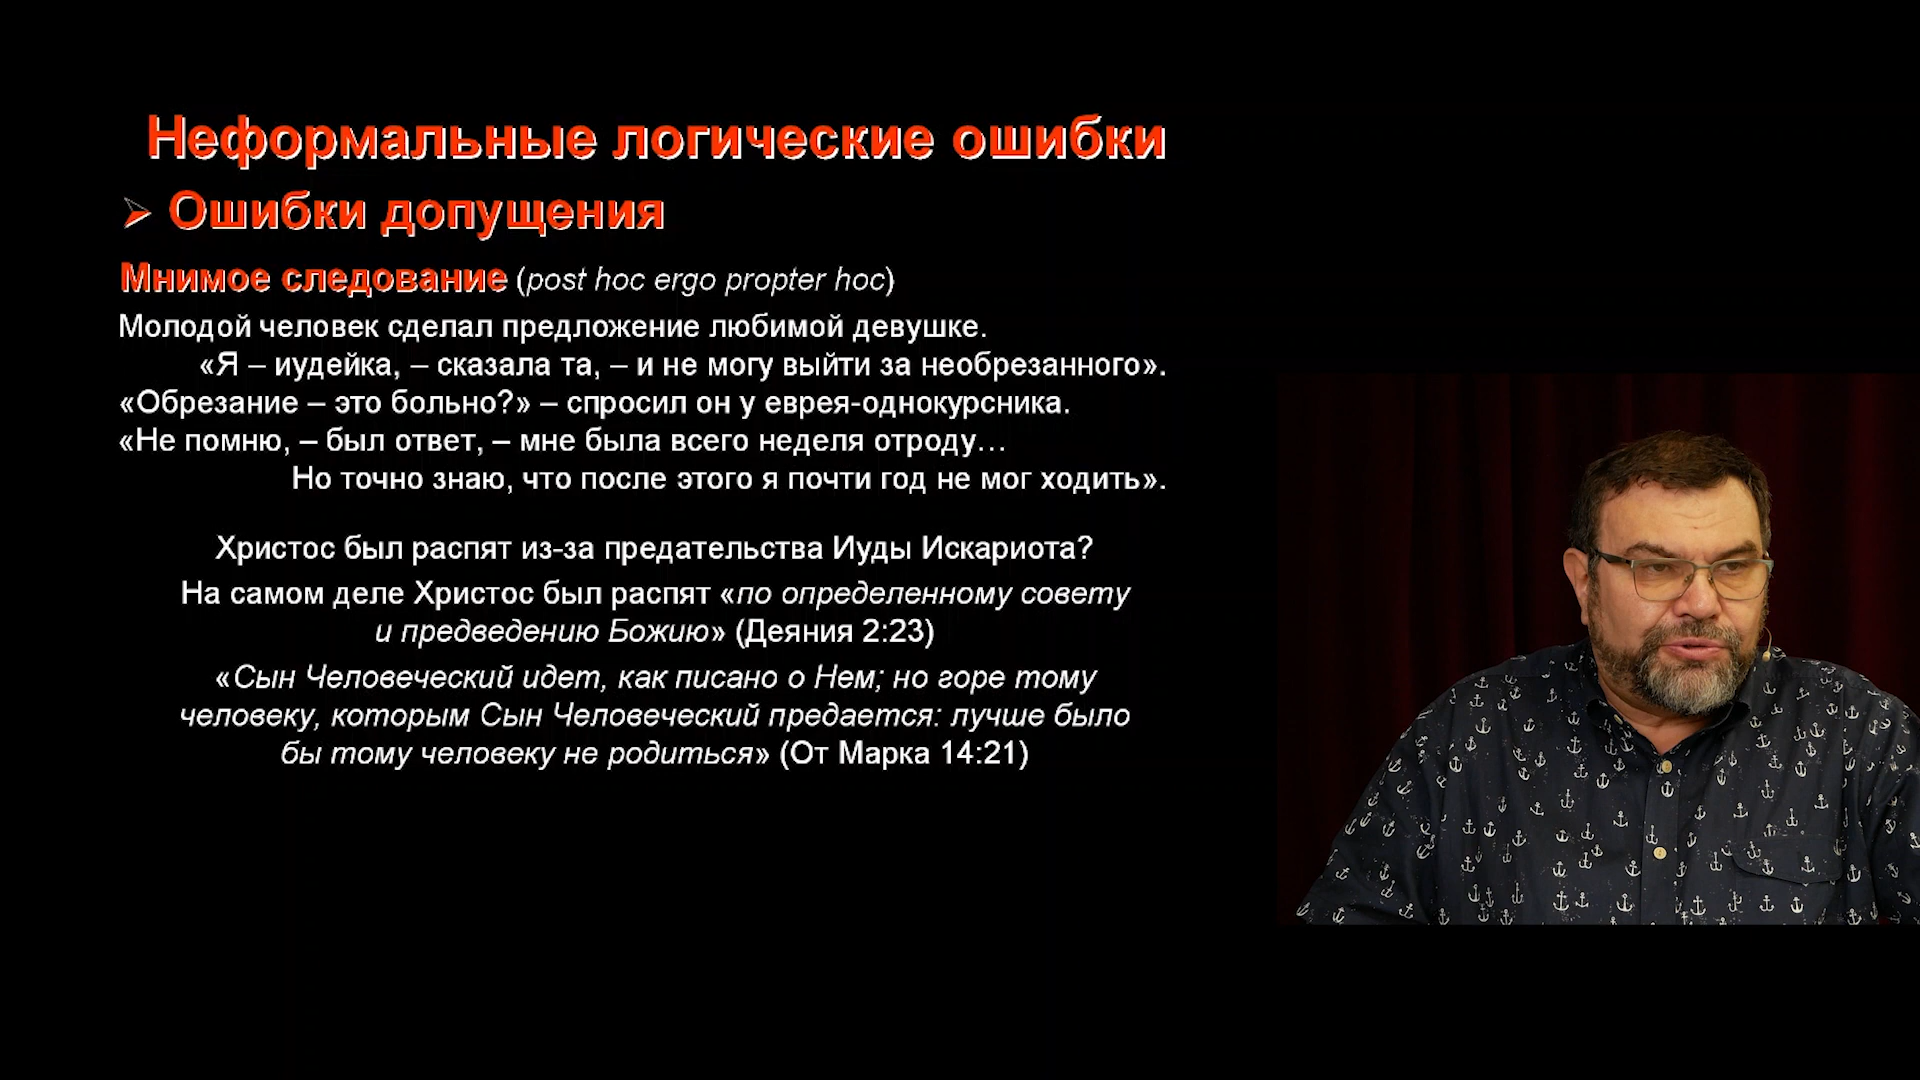 Неформальные логические ошибки
Ошибки допущения
Мнимое следование (post hoc ergo propter hoc)
Молодой человек сделал предложение любимой девушке.
«Я – иудейка, – сказала та, – и не могу выйти за необрезанного».
«Обрезание – это больно?» – спросил он у еврея-однокурсника.
«Не помню, – был ответ, – мне была всего неделя отроду…
Но точно знаю, что после этого я почти год не мог ходить».
Христос был распят из-за предательства Иуды Искариота?
На самом деле Христос был распят «по определенному совету
и предведению Божию» (Деяния 2:23)
«Сын Человеческий идет, как писано о Нем; но горе тому
человеку, которым Сын Человеческий предается: лучше было
бы тому человеку не родиться» (От Марка 14:21)